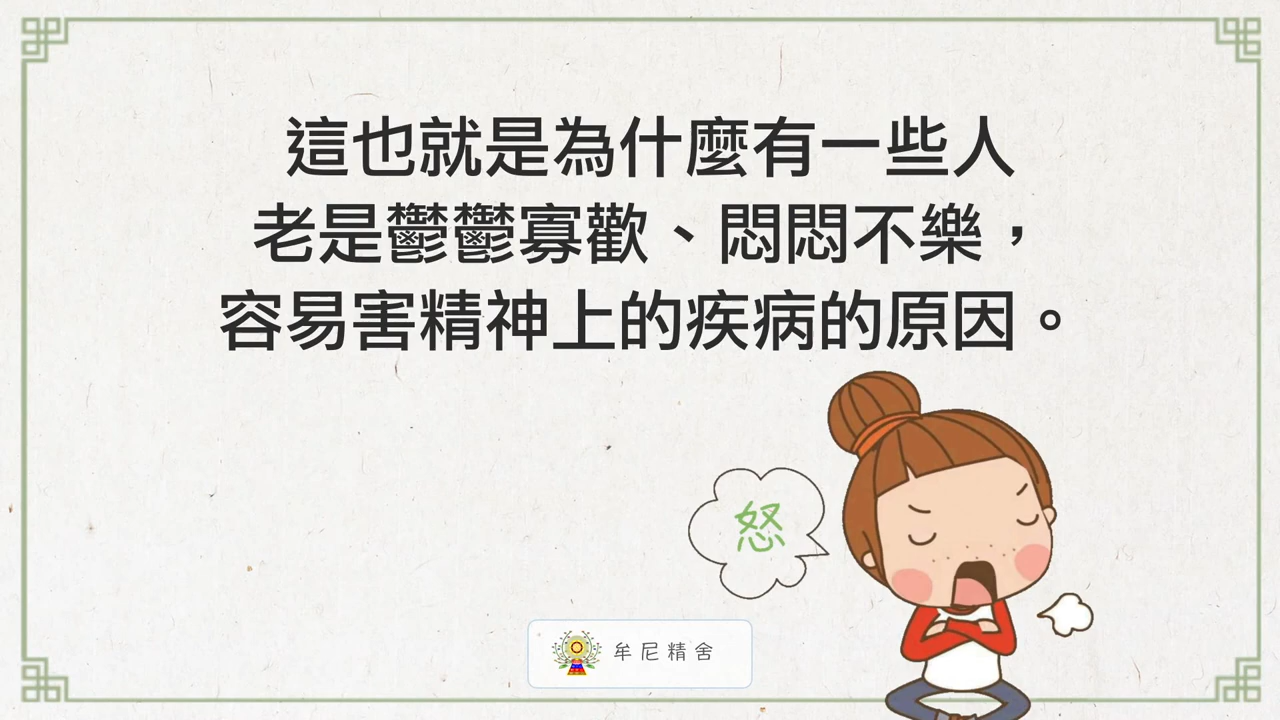 這也就是為什麼有一些人
老是鬱鬱寡歡、悶悶不樂，
容易害精神上的疾病的原因。
怒
牟尼精舍